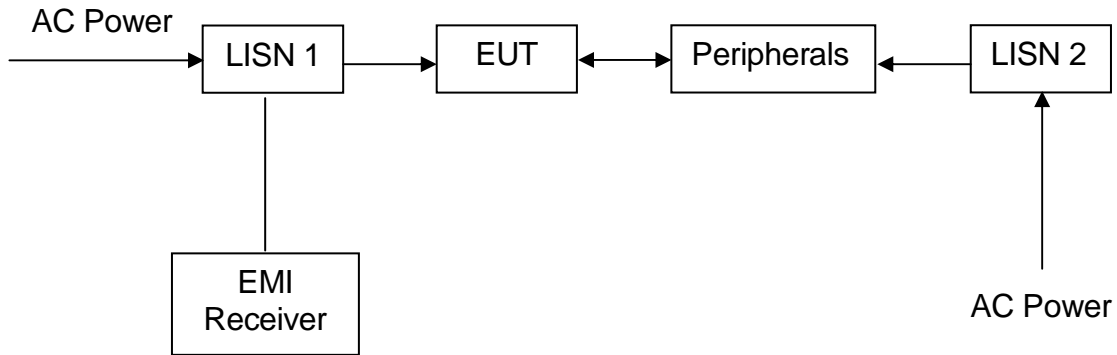 AC Power
LISN 1
EUT
Peripherals
LISN 2
EMI
Receiver
AC Power